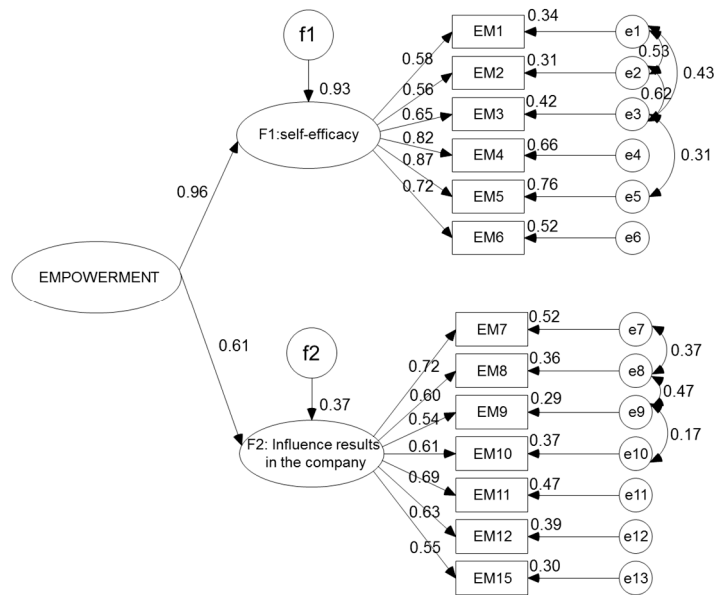 f1
0.93
F1:self-efficacy
0.58
0.56
0.65
0.82
0.87
0.72
EM1
0.34
e1
EM2
0.31
e2
EM3
0.42
e3
EM4
0.66
e4
EM5
0.76
e5
EM6
0.52
e6
0.53
0.43
0.62
0.31
0.96
EMPOWERMENT
0.61
f2
0.37
F2: Influence results
in the company
0.72
0.60
0.54
0.61
0.69
0.63
0.55
EM7
0.52
e7
EM8
0.36
e8
EM9
0.29
e9
EM10
0.37
e10
EM11
0.47
e11
EM12
0.39
e12
EM15
0.30
e13
0.37
0.47
0.17